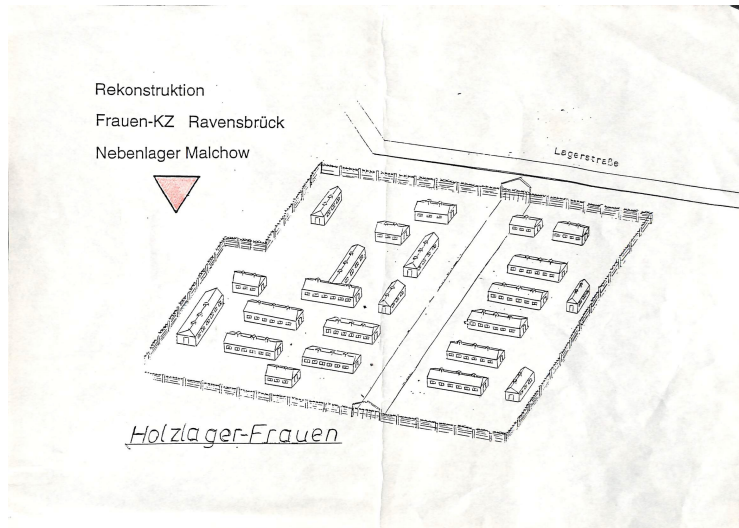 Rekonstruktion
Frauen-KZ Ravensbrück
Nebenlager Malchow
Lagerstraße
Holzlager-Frauen